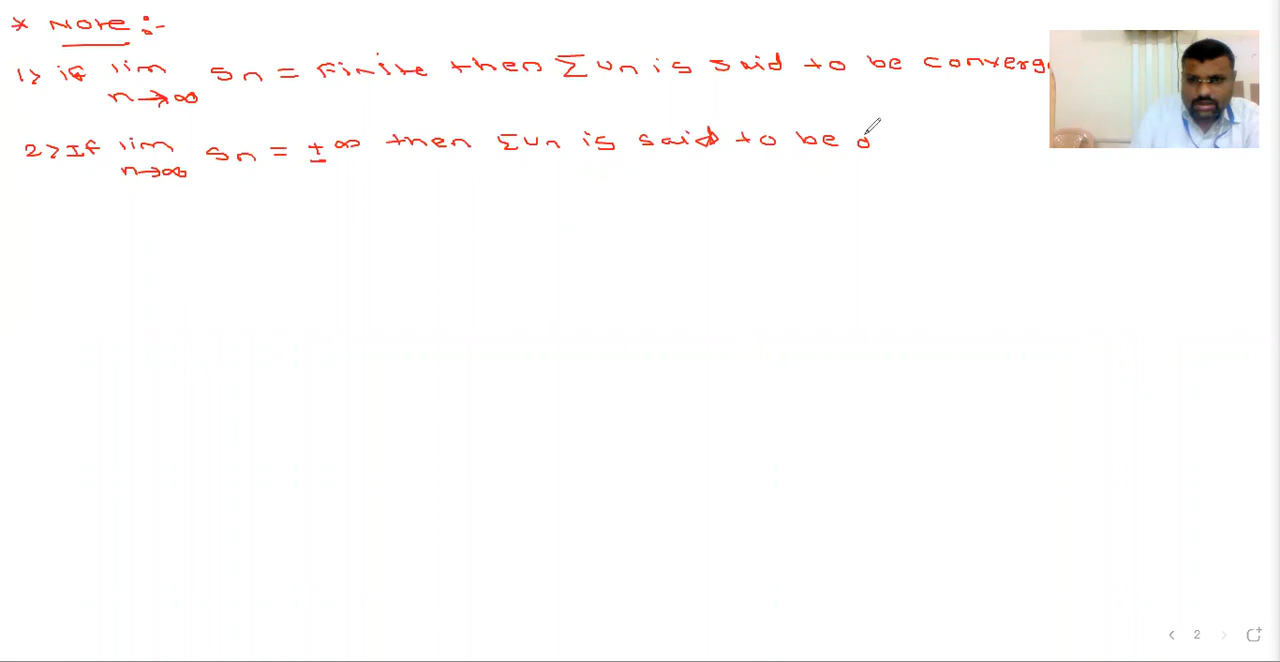 * Note :-
1> if lim n→∞ Sn = Finite then Σun is said to be converg
2> If lim n→∞ Sn = ±∞ then Σun is said to be d
2